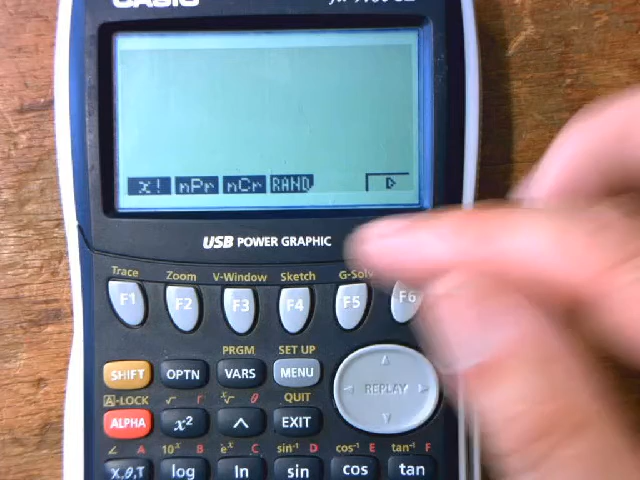 CASIO
x! nPr nCr RAND
USB POWER GRAPHIC
Trace Zoom V-Window Sketch G-Solv
F1 F2 F3 F4 F5 F6
PRGM SET UP
SHIFT OPTN VARS MENU REPLAY
A-LOCK √ r ˣ√ θ QUIT
ALPHA x² ^ EXIT
∠ A 10ˣ B eˣ C sin⁻¹ D cos⁻¹ E tan⁻¹ F
X,θ,T log ln sin cos tan